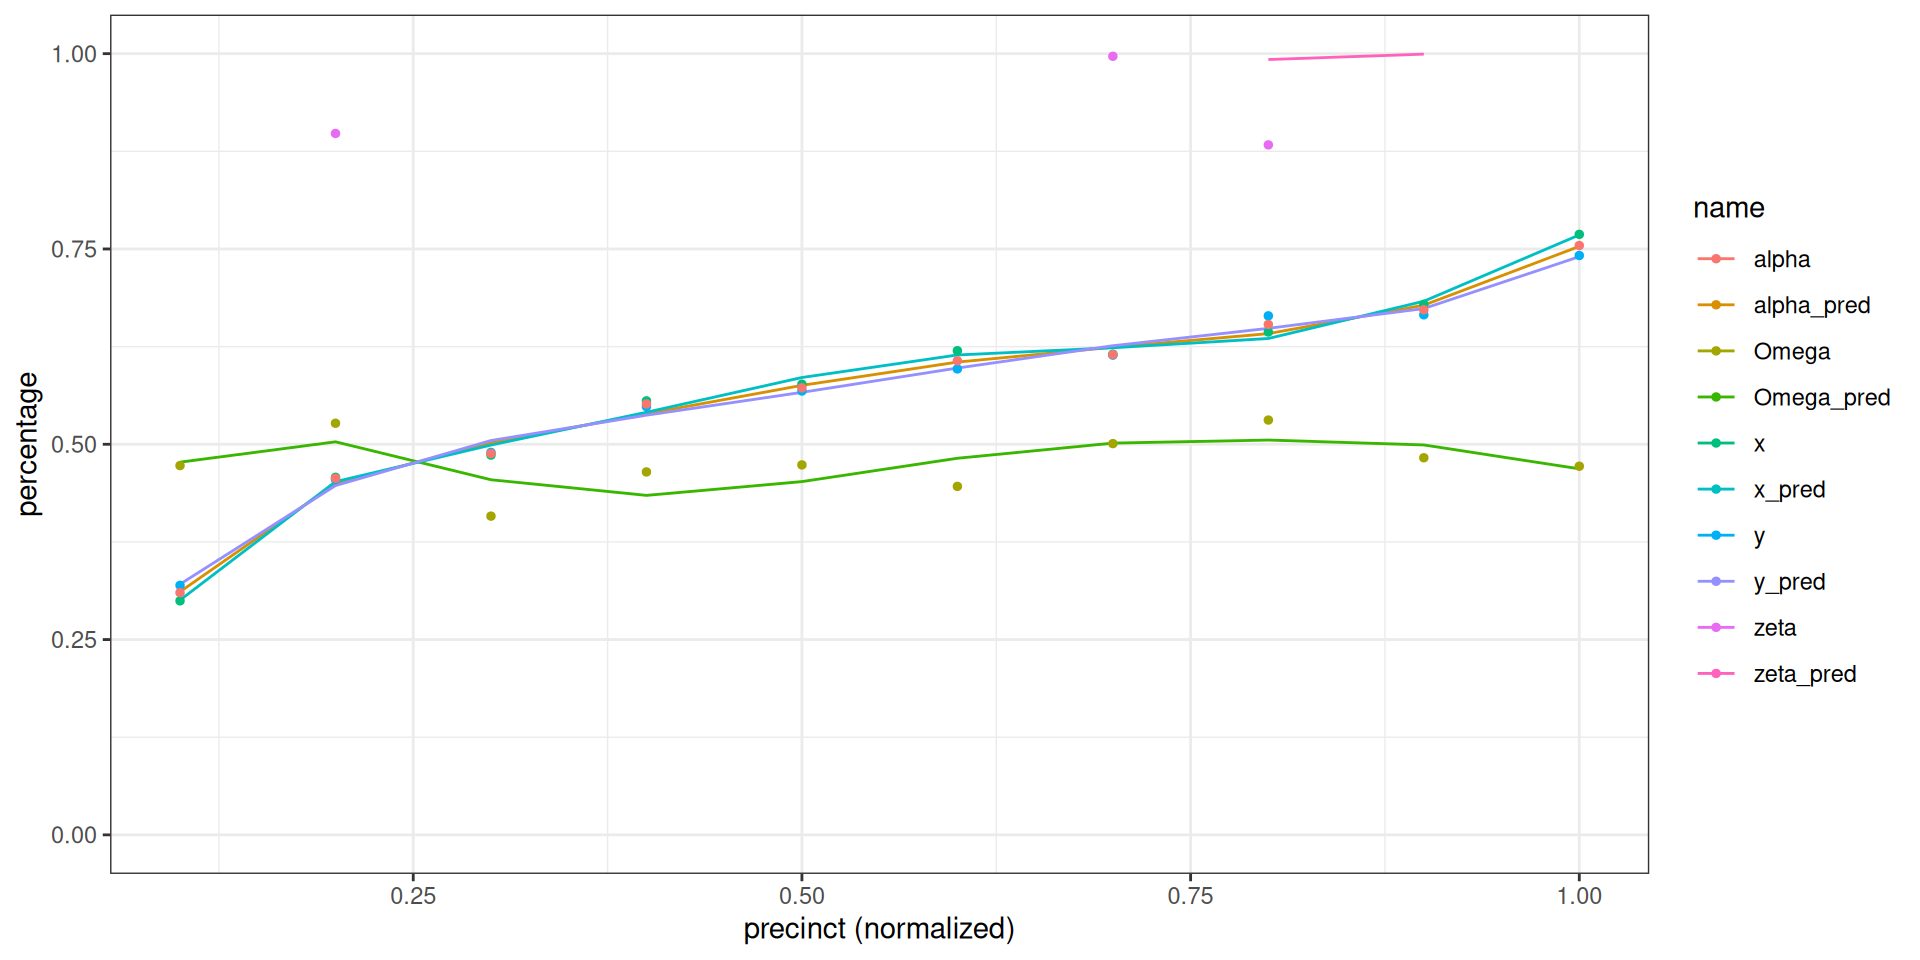 1.00
0.75
0.50
0.25
0.00
percentage
0.25
0.50
0.75
1.00
precinct (normalized)
name
alpha
alpha_pred
Omega
Omega_pred
x
x_pred
y
y_pred
zeta
zeta_pred